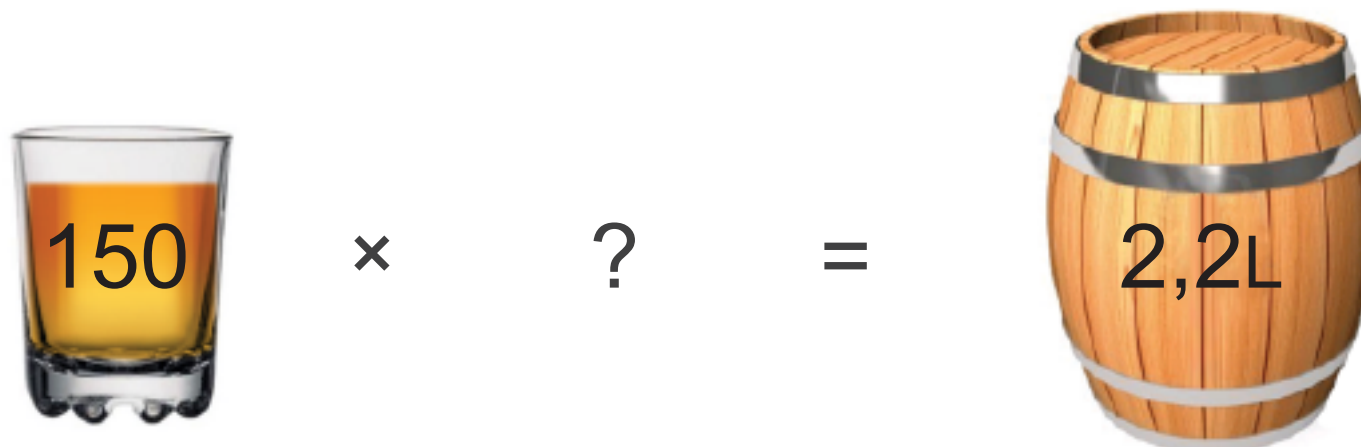 150 × ? = 2,2L